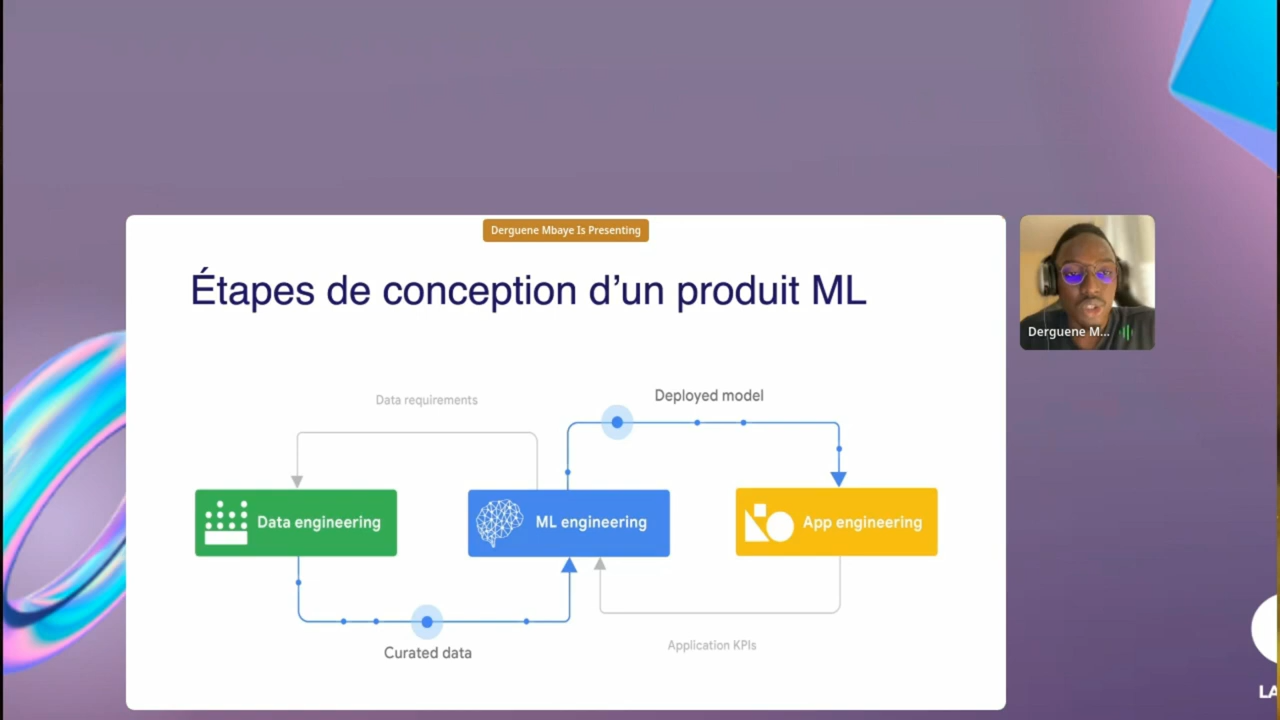 Derguene Mbaye Is Presenting
Étapes de conception d'un produit ML
Derguene M...
Data requirements
Deployed model
Data engineering
ML engineering
App engineering
Curated data
Application KPIs